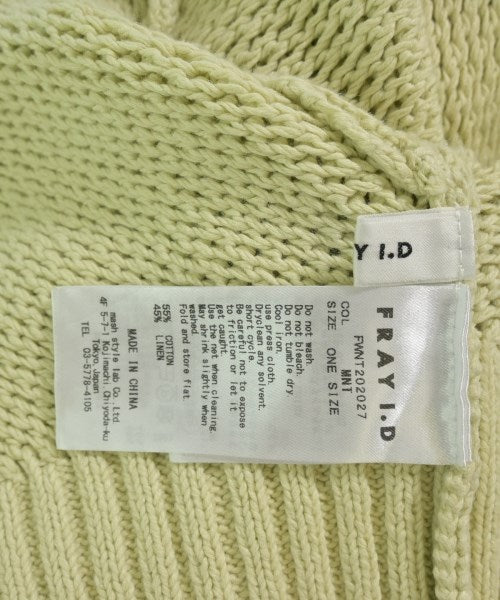 Y I.D
FRAY I.D
FWNT202027
COL MNT
SIZE ONE SIZE
Do not wash
Do not bleach.
Do not tumble dry
Cool iron.
use press cloth.
Dryclean any solvent.
short cycle.
Be careful not to expose
to friction or let it
get caught.
Use the net when cleaning.
May shrink slightly when
washed.
Fold and store flat
55% COTTON
45% LINEN
MADE IN CHINA
mash style lab Co.,Ltd
4F 5-7-1 Kojimachi Chiyoda-ku
Tokyo,Japan
TEL 03-5778-4105